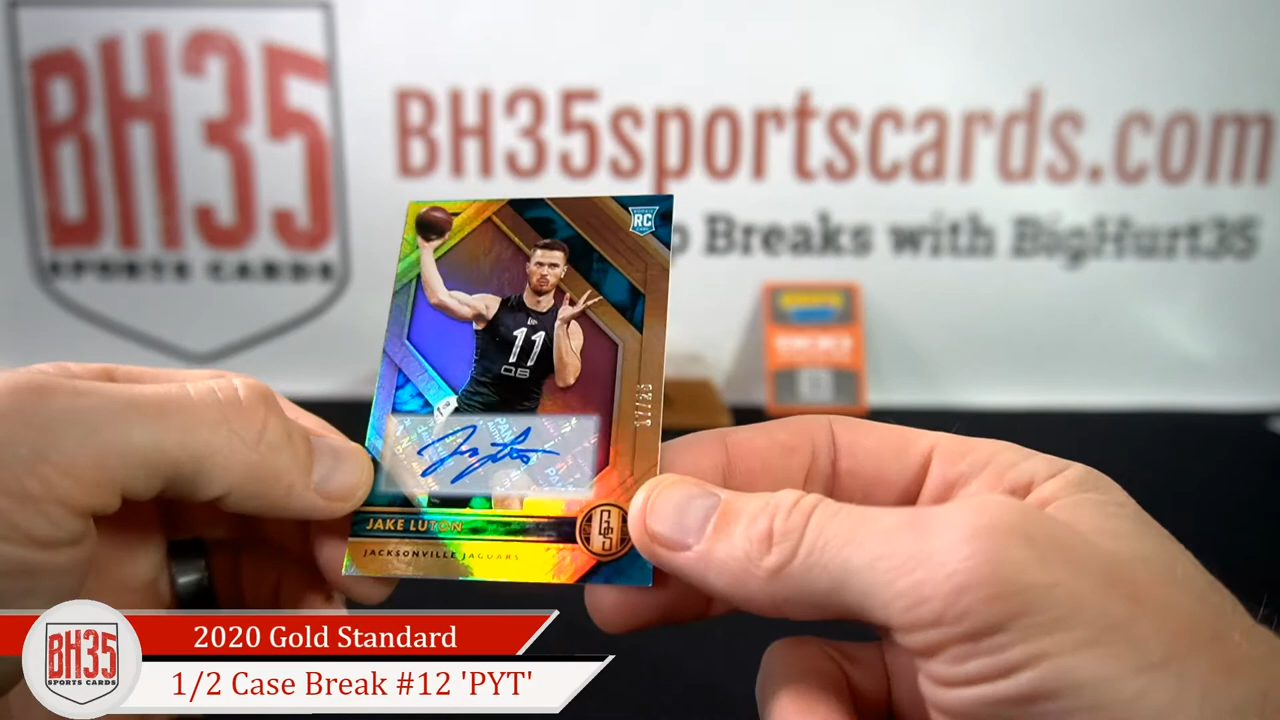 BH35
SPORTS CARDS
BH35sportscards.com
Breaks with BigHurt35
RC
11
QB
JAKE LUTON
GS
JACKSONVILLE JAGUARS
BH35
SPORTS CARDS
2020 Gold Standard
1/2 Case Break #12 'PYT'